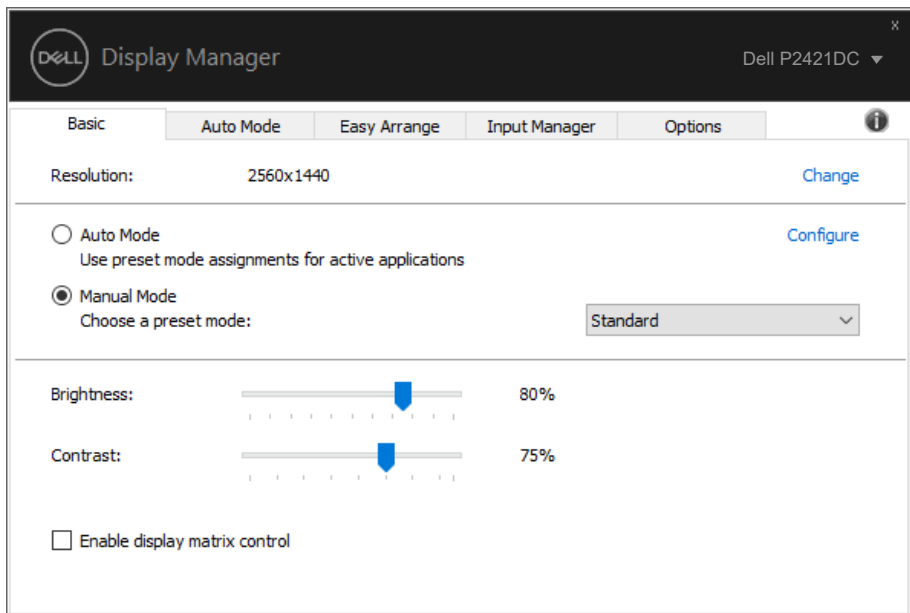 x
DELL Display Manager Dell P2421DC
Basic Auto Mode Easy Arrange Input Manager Options i
Resolution: 2560x1440 Change
Auto Mode Configure
Use preset mode assignments for active applications
Manual Mode
Choose a preset mode: Standard
Brightness: 80%
Contrast: 75%
Enable display matrix control